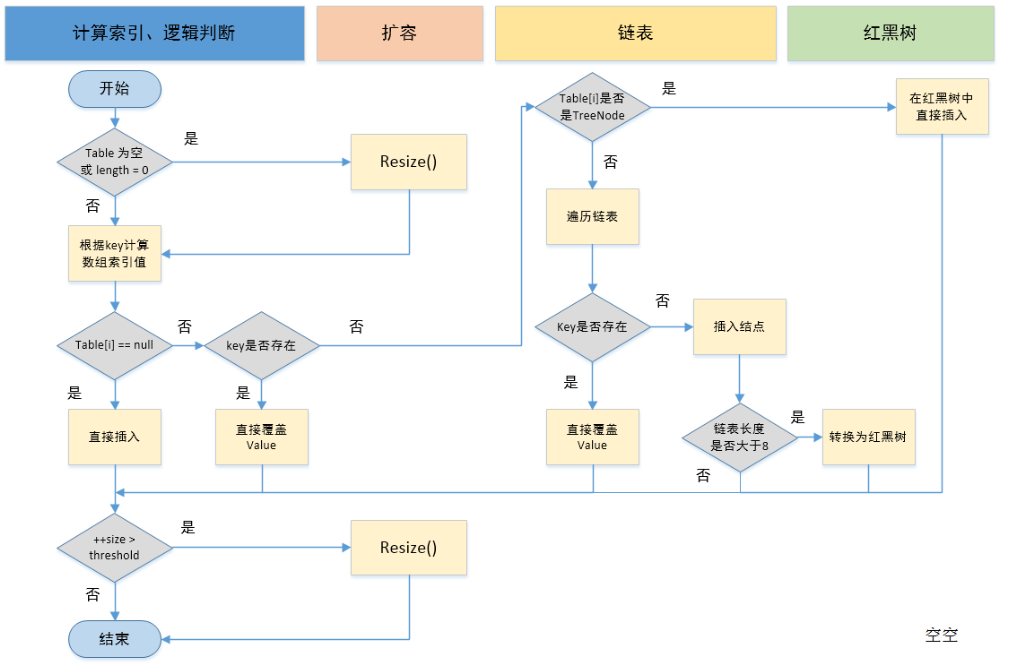 计算索引、逻辑判断
扩容
链表
红黑树
开始
Table 为空
或 length = 0
是
Resize()
否
根据key计算
数组索引值
Table[i] == null
否
key是否存在
否
是
直接插入
是
直接覆盖
Value
Table[i]是否
是TreeNode
是
在红黑树中
直接插入
否
遍历链表
Key是否存在
否
插入结点
是
直接覆盖
Value
链表长度
是否大于8
是
转换为红黑树
否
++size >
threshold
是
Resize()
否
结束
空空